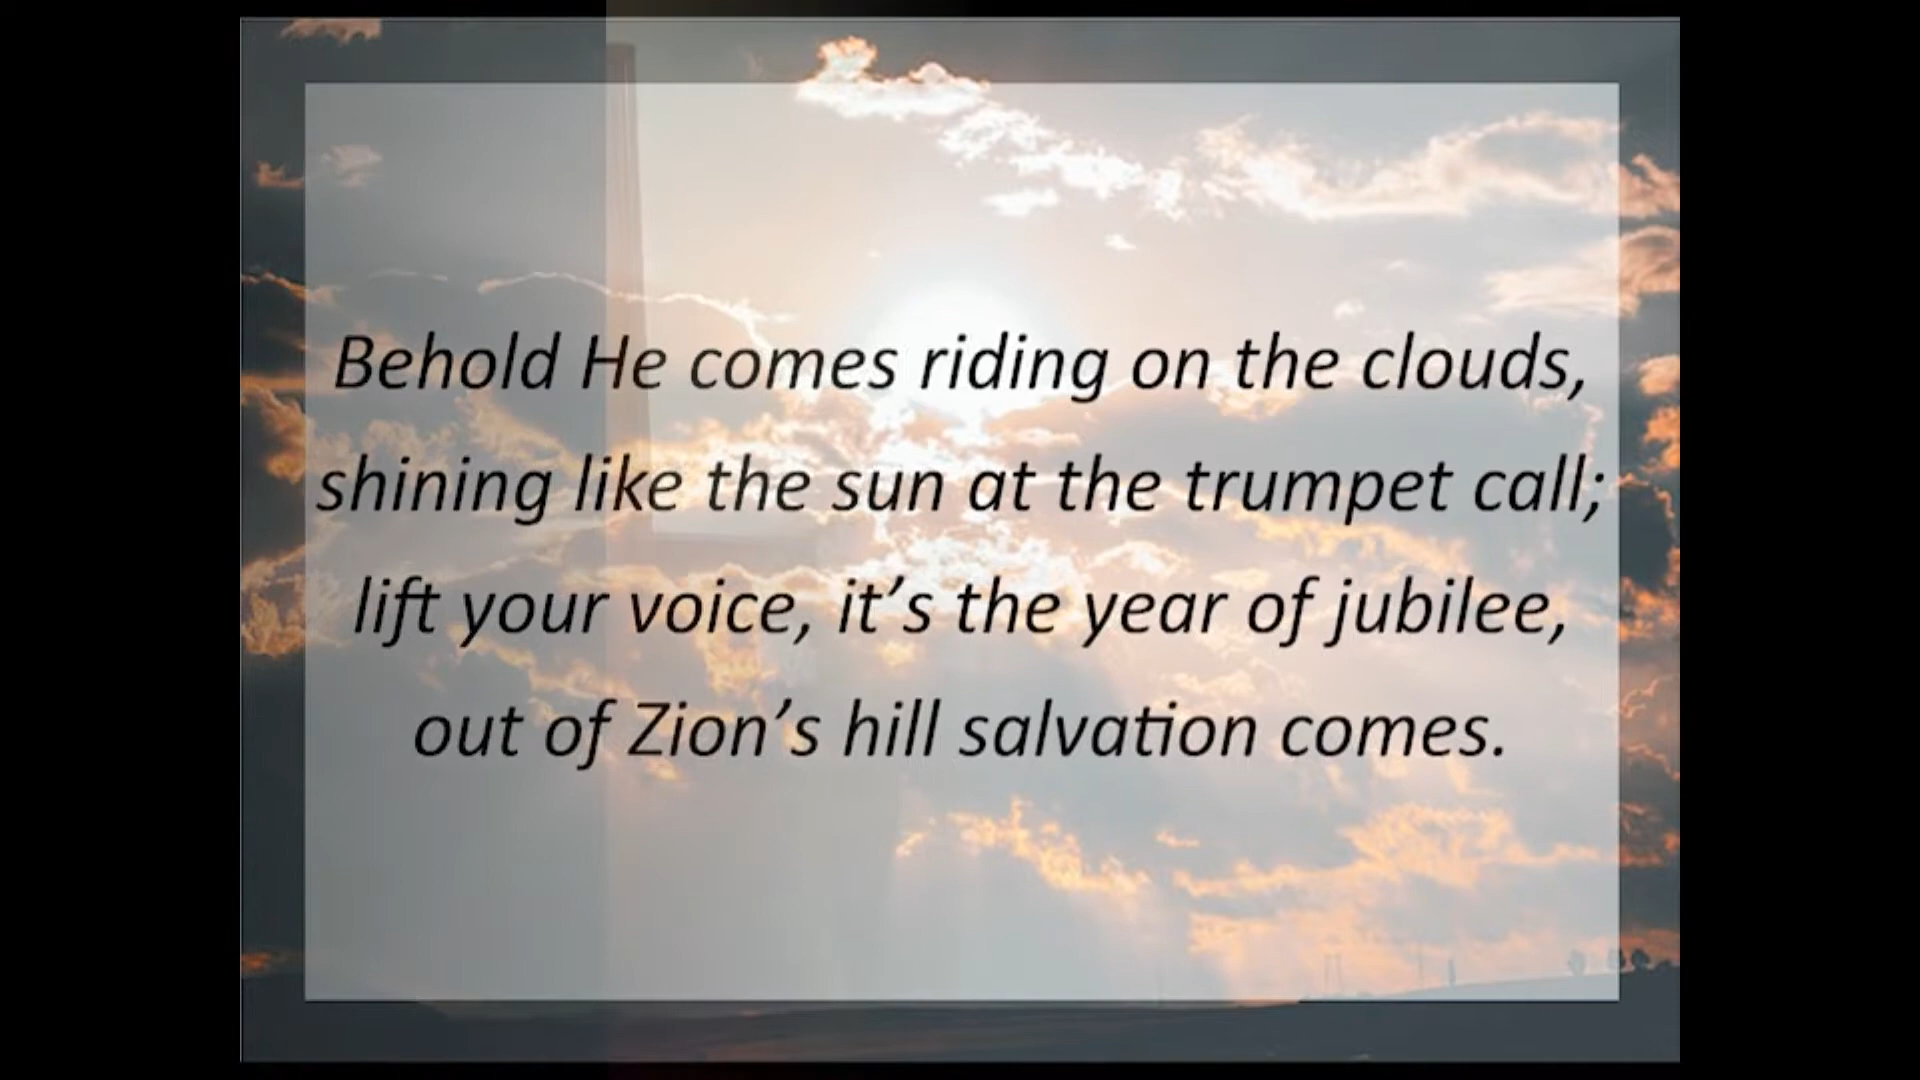 Behold He comes riding on the clouds,
shining like the sun at the trumpet call;
lift your voice, it’s the year of jubilee,
out of Zion’s hill salvation comes.